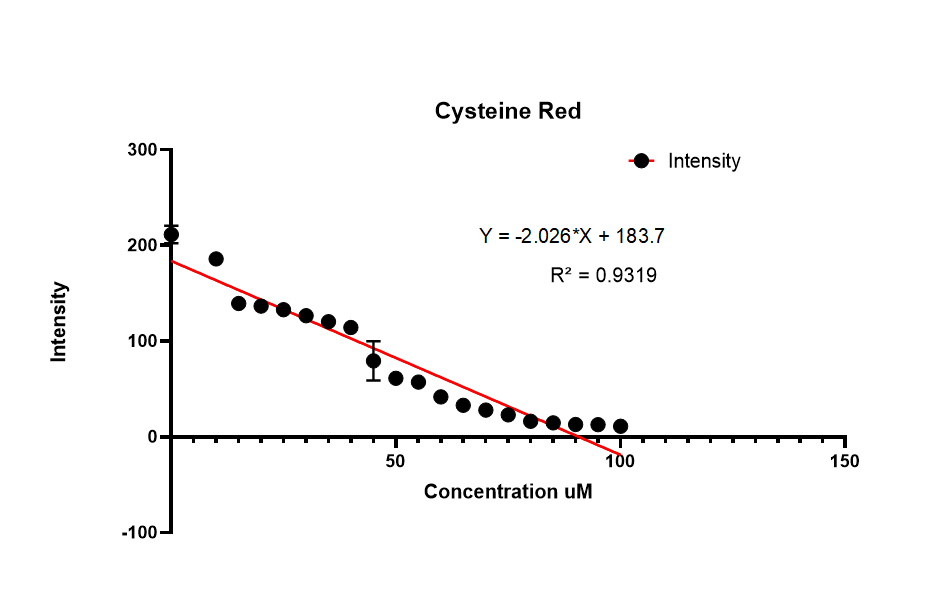 Cysteine Red
300
Intensity
Y = -2.026*X + 183.7
200
R² = 0.9319
Intensity
100
0
50
100
150
Concentration uM
-100